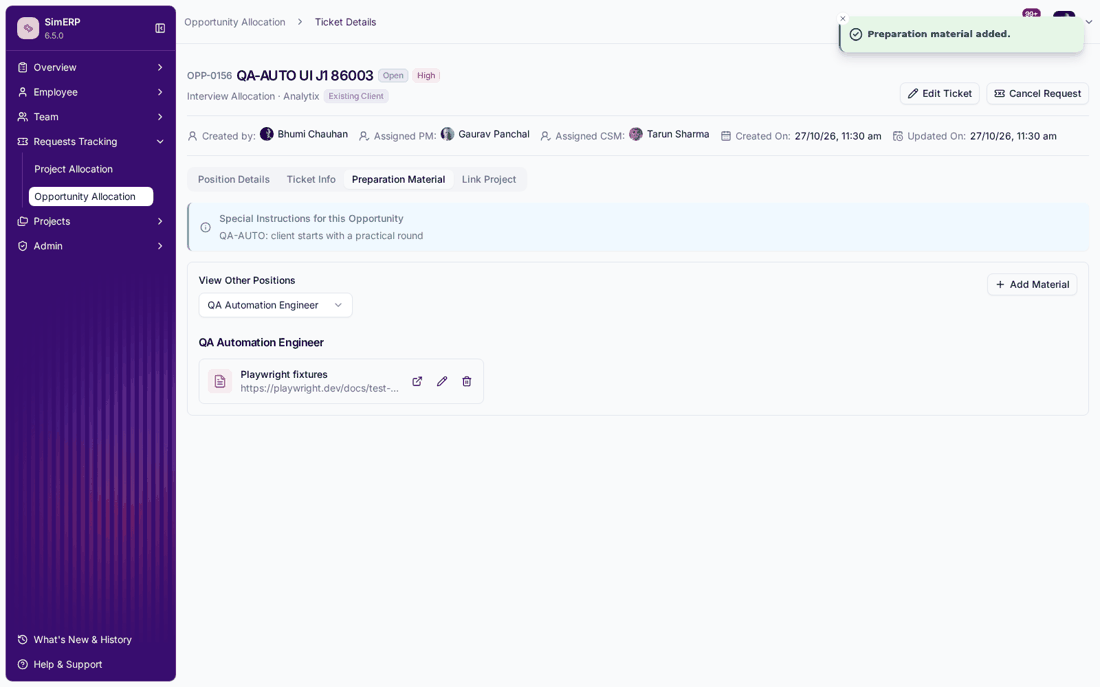 SimERP
6.5.0
Overview
Employee
Team
Requests Tracking
Project Allocation
Opportunity Allocation
Projects
Admin
What's New & History
Help & Support
Opportunity Allocation > Ticket Details
99+
Preparation material added.
OPP-0156 QA-AUTO UI J1 86003 Open High
Interview Allocation · Analytix Existing Client
Edit Ticket
Cancel Request
Created by: Bhumi Chauhan Assigned PM: Gaurav Panchal Assigned CSM: Tarun Sharma Created On: 27/10/26, 11:30 am Updated On: 27/10/26, 11:30 am
Position Details Ticket Info Preparation Material Link Project
Special Instructions for this Opportunity
QA-AUTO: client starts with a practical round
View Other Positions
QA Automation Engineer
Add Material
QA Automation Engineer
Playwright fixtures
https://playwright.dev/docs/test-...